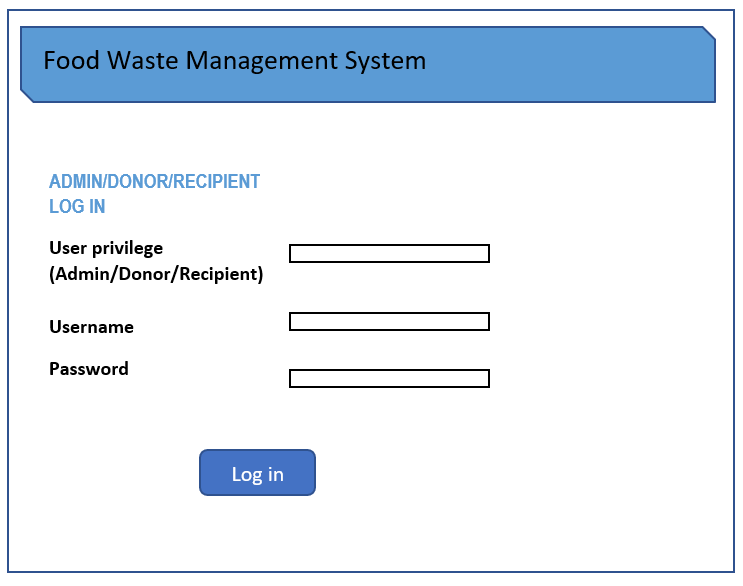 Food Waste Management System
ADMIN/DONOR/RECIPIENT
LOG IN
User privilege
(Admin/Donor/Recipient)
Username
Password
Log in